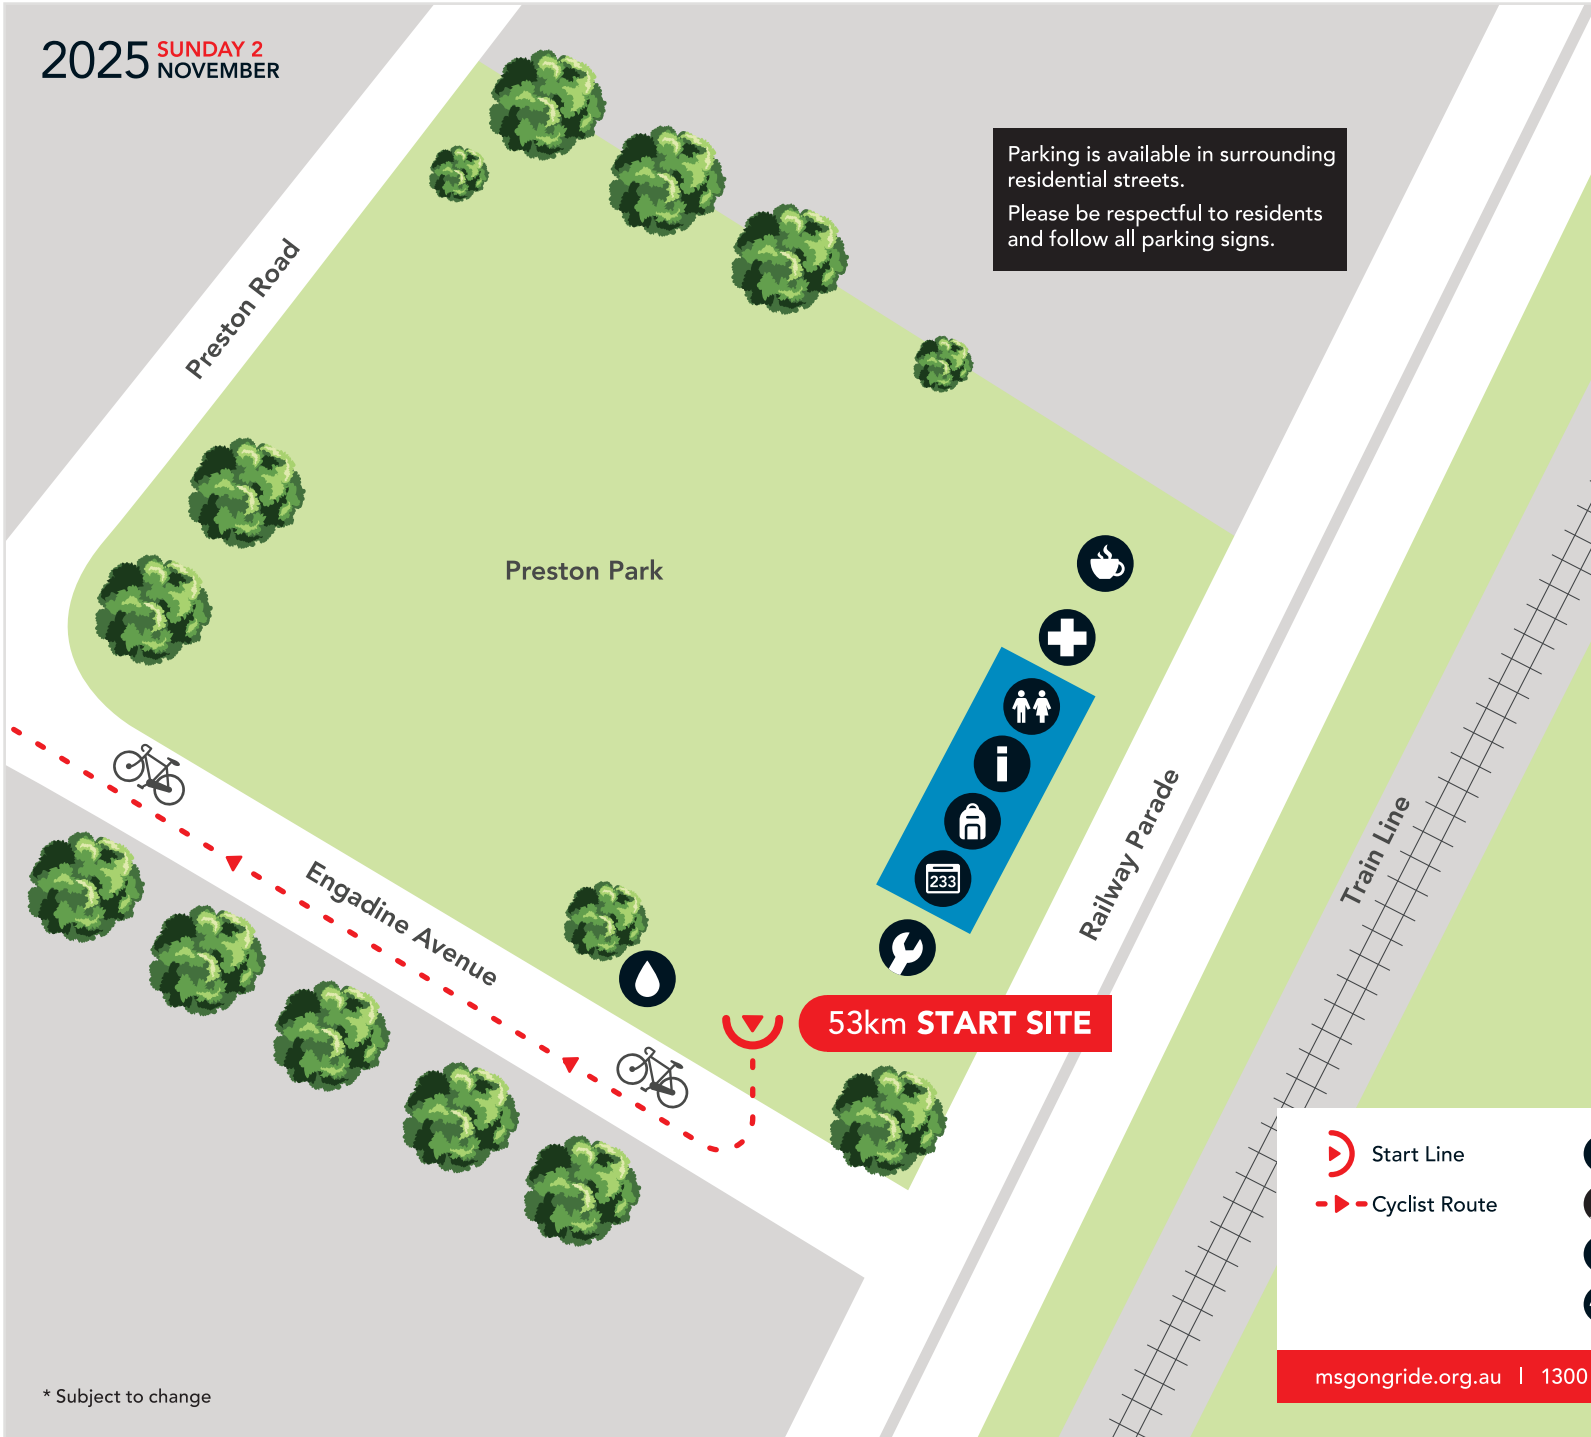 2025 SUNDAY 2
NOVEMBER
Parking is available in surrounding
residential streets.
Please be respectful to residents
and follow all parking signs.
Preston Road
Preston Park
233
Railway Parade
Train Line
Engadine Avenue
53km START SITE
Start Line
Cyclist Route
msgongride.org.au | 1300
* Subject to change